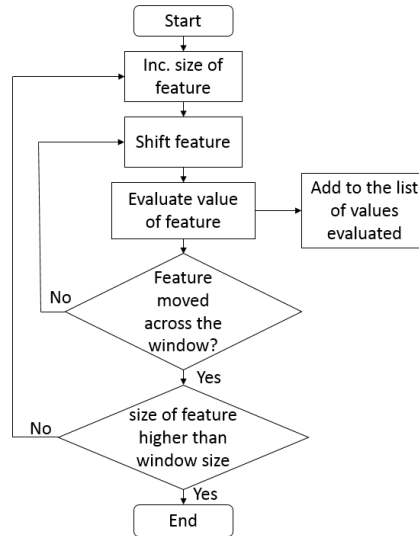 Start
Inc. size of
feature
Shift feature
Evaluate value
of feature
Add to the list
of values
evaluated
Feature
moved
across the
window?
No
Yes
size of feature
higher than
window size
No
Yes
End